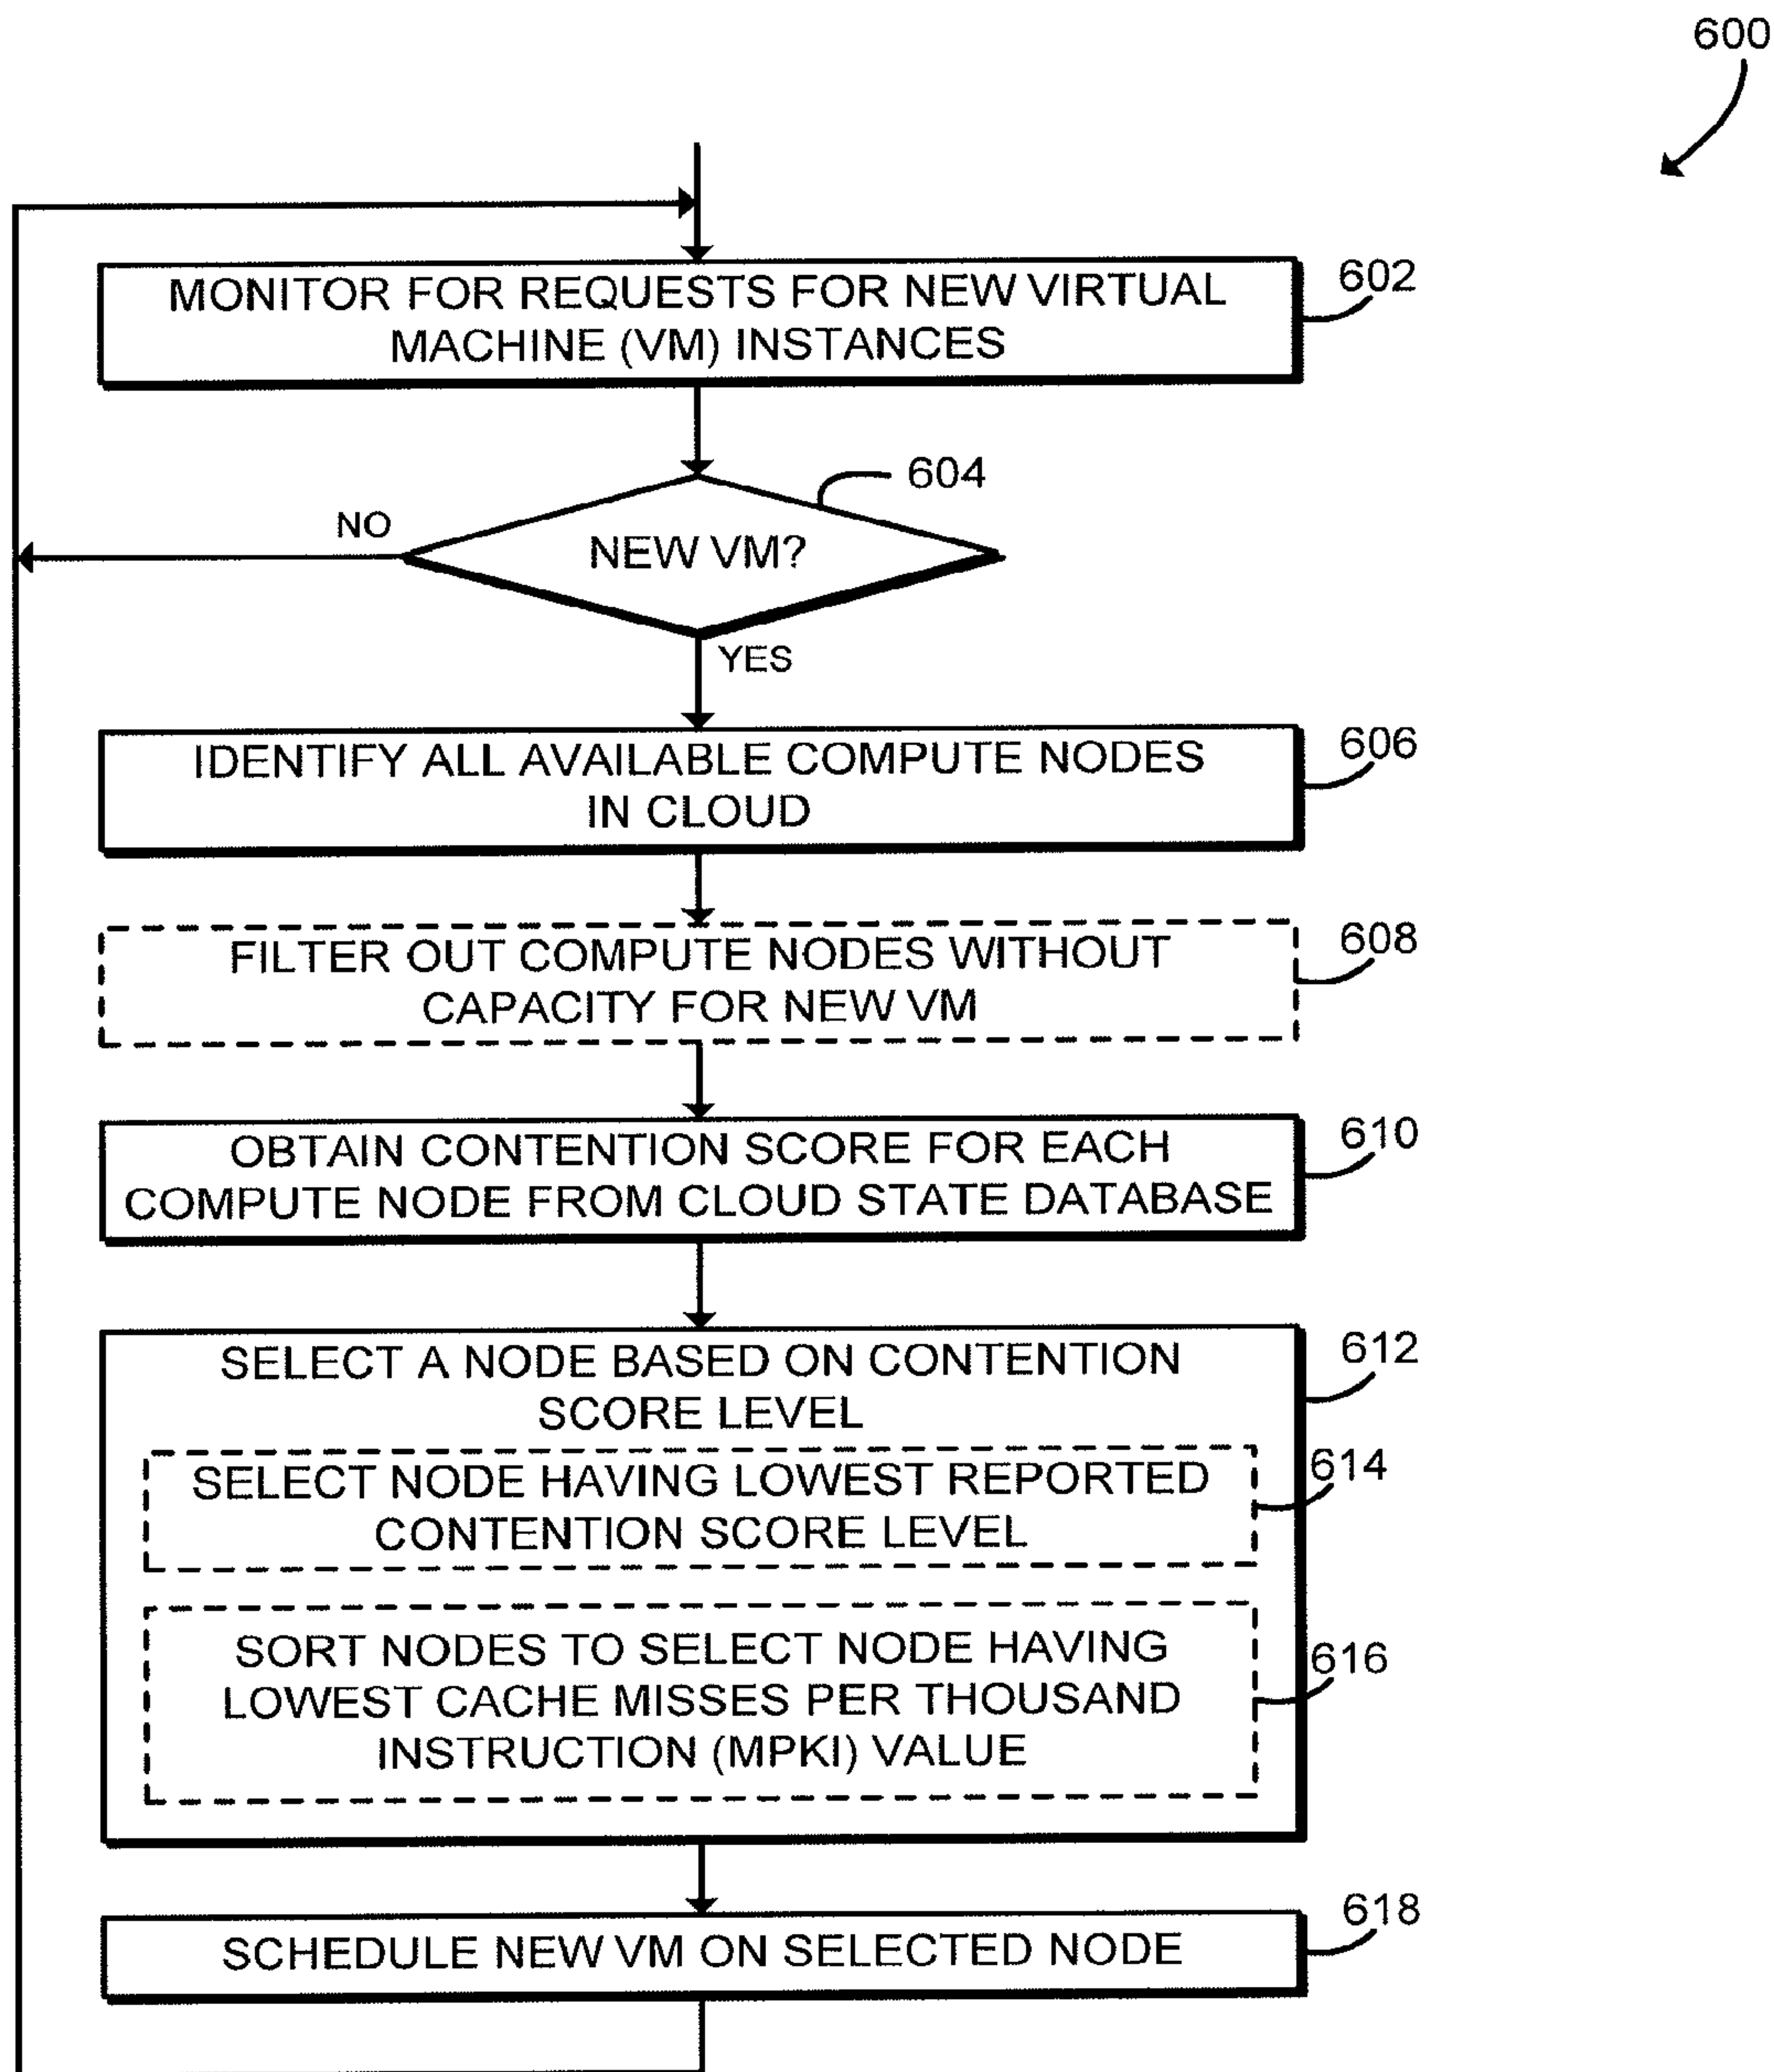 600
MONITOR FOR REQUESTS FOR NEW VIRTUAL
MACHINE (VM) INSTANCES
602
604
NEW VM?
NO
YES
IDENTIFY ALL AVAILABLE COMPUTE NODES
IN CLOUD
606
FILTER OUT COMPUTE NODES WITHOUT
CAPACITY FOR NEW VM
608
OBTAIN CONTENTION SCORE FOR EACH
COMPUTE NODE FROM CLOUD STATE DATABASE
610
SELECT A NODE BASED ON CONTENTION
SCORE LEVEL
612
SELECT NODE HAVING LOWEST REPORTED
CONTENTION SCORE LEVEL
614
SORT NODES TO SELECT NODE HAVING
LOWEST CACHE MISSES PER THOUSAND
INSTRUCTION (MPKI) VALUE
616
SCHEDULE NEW VM ON SELECTED NODE
618